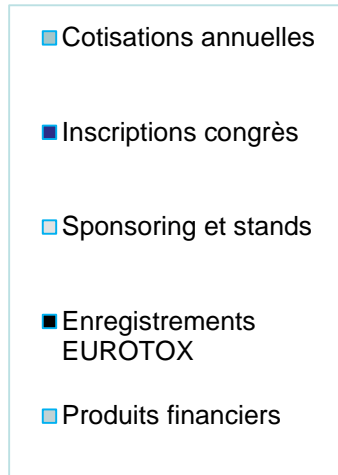 Cotisations annuelles
Inscriptions congrès
Sponsoring et stands
Enregistrements
EUROTOX
Produits financiers